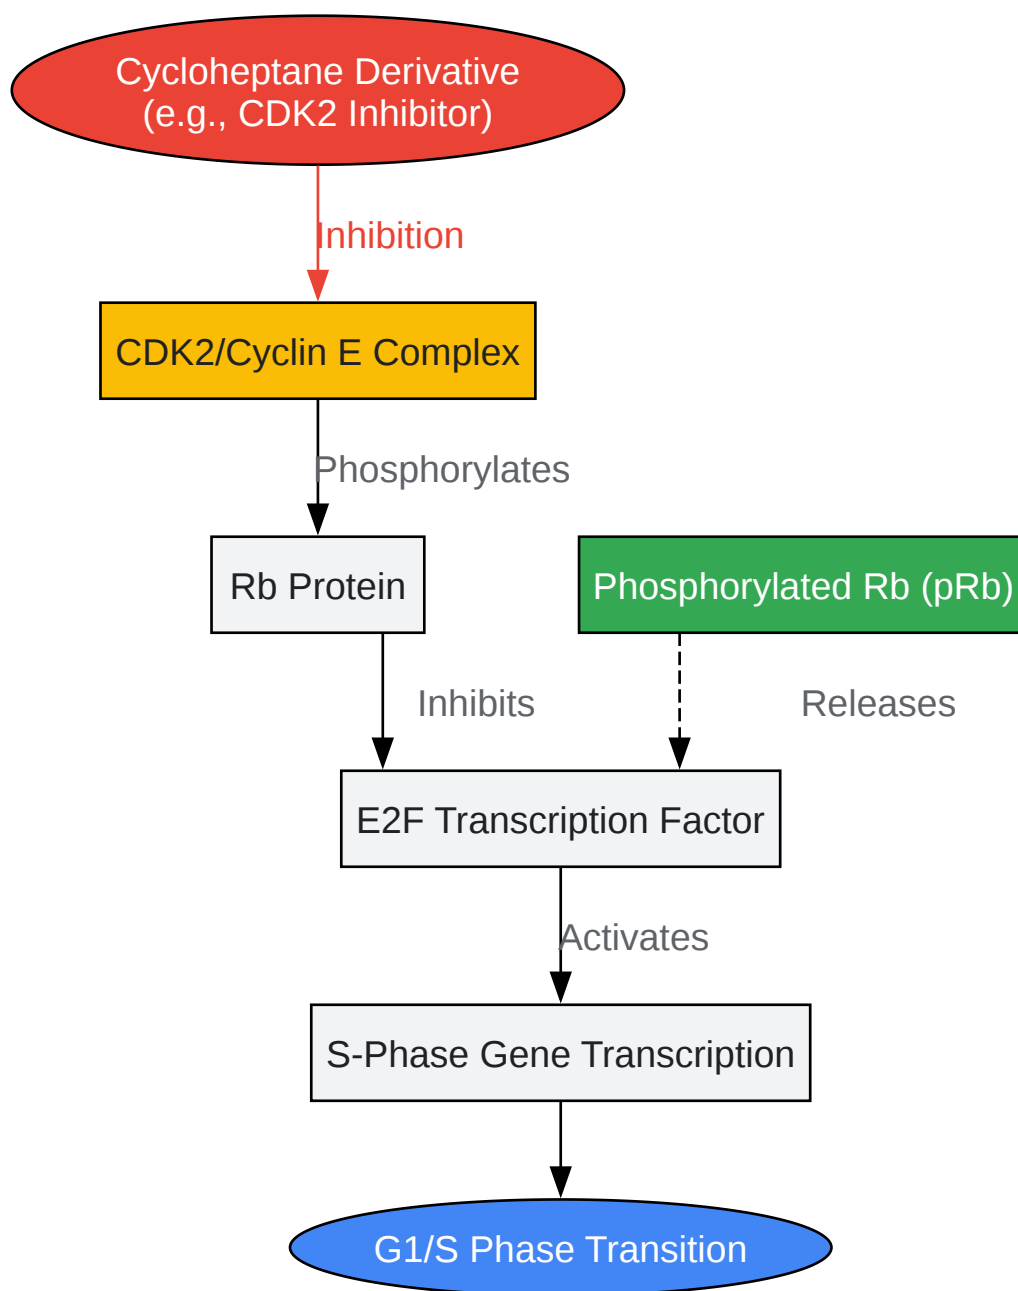 Cycloheptane Derivative
(e.g., CDK2 Inhibitor)
Inhibition
CDK2/Cyclin E Complex
Phosphorylates
Rb Protein
Phosphorylated Rb (pRb)
Inhibits
Releases
E2F Transcription Factor
Activates
S-Phase Gene Transcription
G1/S Phase Transition